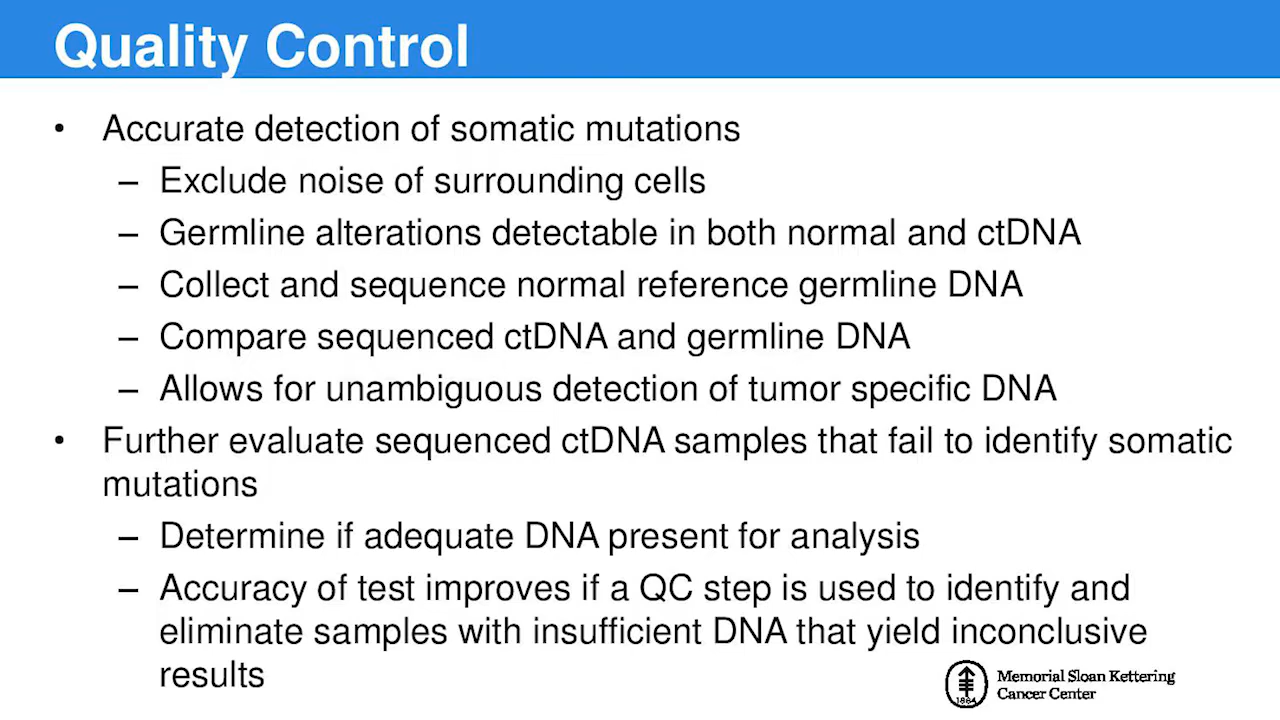 Quality Control
• Accurate detection of somatic mutations
– Exclude noise of surrounding cells
– Germline alterations detectable in both normal and ctDNA
– Collect and sequence normal reference germline DNA
– Compare sequenced ctDNA and germline DNA
– Allows for unambiguous detection of tumor specific DNA
• Further evaluate sequenced ctDNA samples that fail to identify somatic
mutations
– Determine if adequate DNA present for analysis
– Accuracy of test improves if a QC step is used to identify and
eliminate samples with insufficient DNA that yield inconclusive
results
Memorial Sloan Kettering
Cancer Center
1884